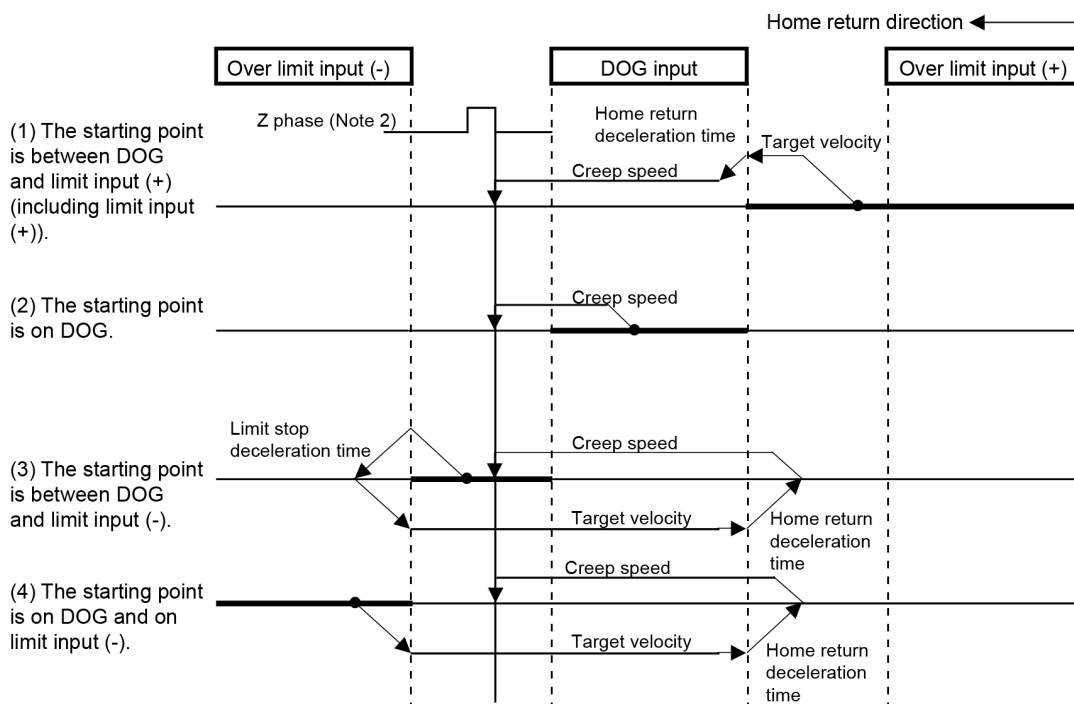 Home return direction
Over limit input (-)
DOG input
Over limit input (+)
(1) The starting point
is between DOG
and limit input (+)
(including limit input
(+)).
Z phase (Note 2)
Home return
deceleration time
Target velocity
Creep speed
(2) The starting point
is on DOG.
Creep speed
(3) The starting point
is between DOG
and limit input (-).
Limit stop
deceleration time
Creep speed
Target velocity
Home return
deceleration
time
(4) The starting point
is on DOG and on
limit input (-).
Creep speed
Target velocity
Home return
deceleration
time